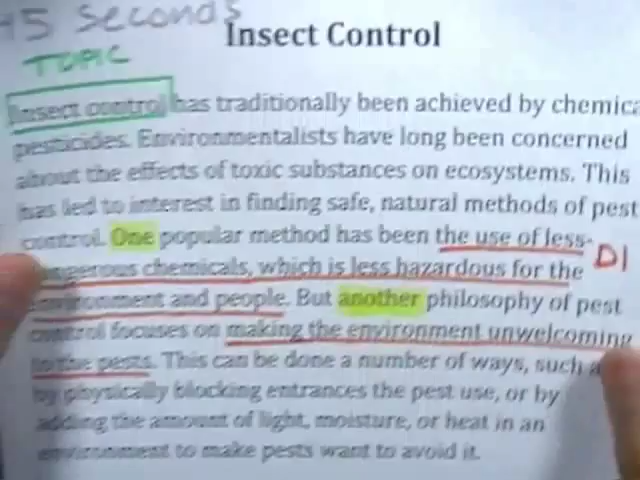 45 seconds
Insect Control
TOPIC
Insect control has traditionally been achieved by chemica
pesticides. Environmentalists have long been concerned
about the effects of toxic substances on ecosystems. This
has led to interest in finding safe, natural methods of pest
control. One popular method has been the use of less-
angerous chemicals, which is less hazardous for the DI
environment and people. But another philosophy of pest
control focuses on making the environment unwelcoming
to the pests. This can be done a number of ways, such a
by physically blocking entrances the pest use, or by
adding the amount of light, moisture, or heat in an
environment to make pests want to avoid it.